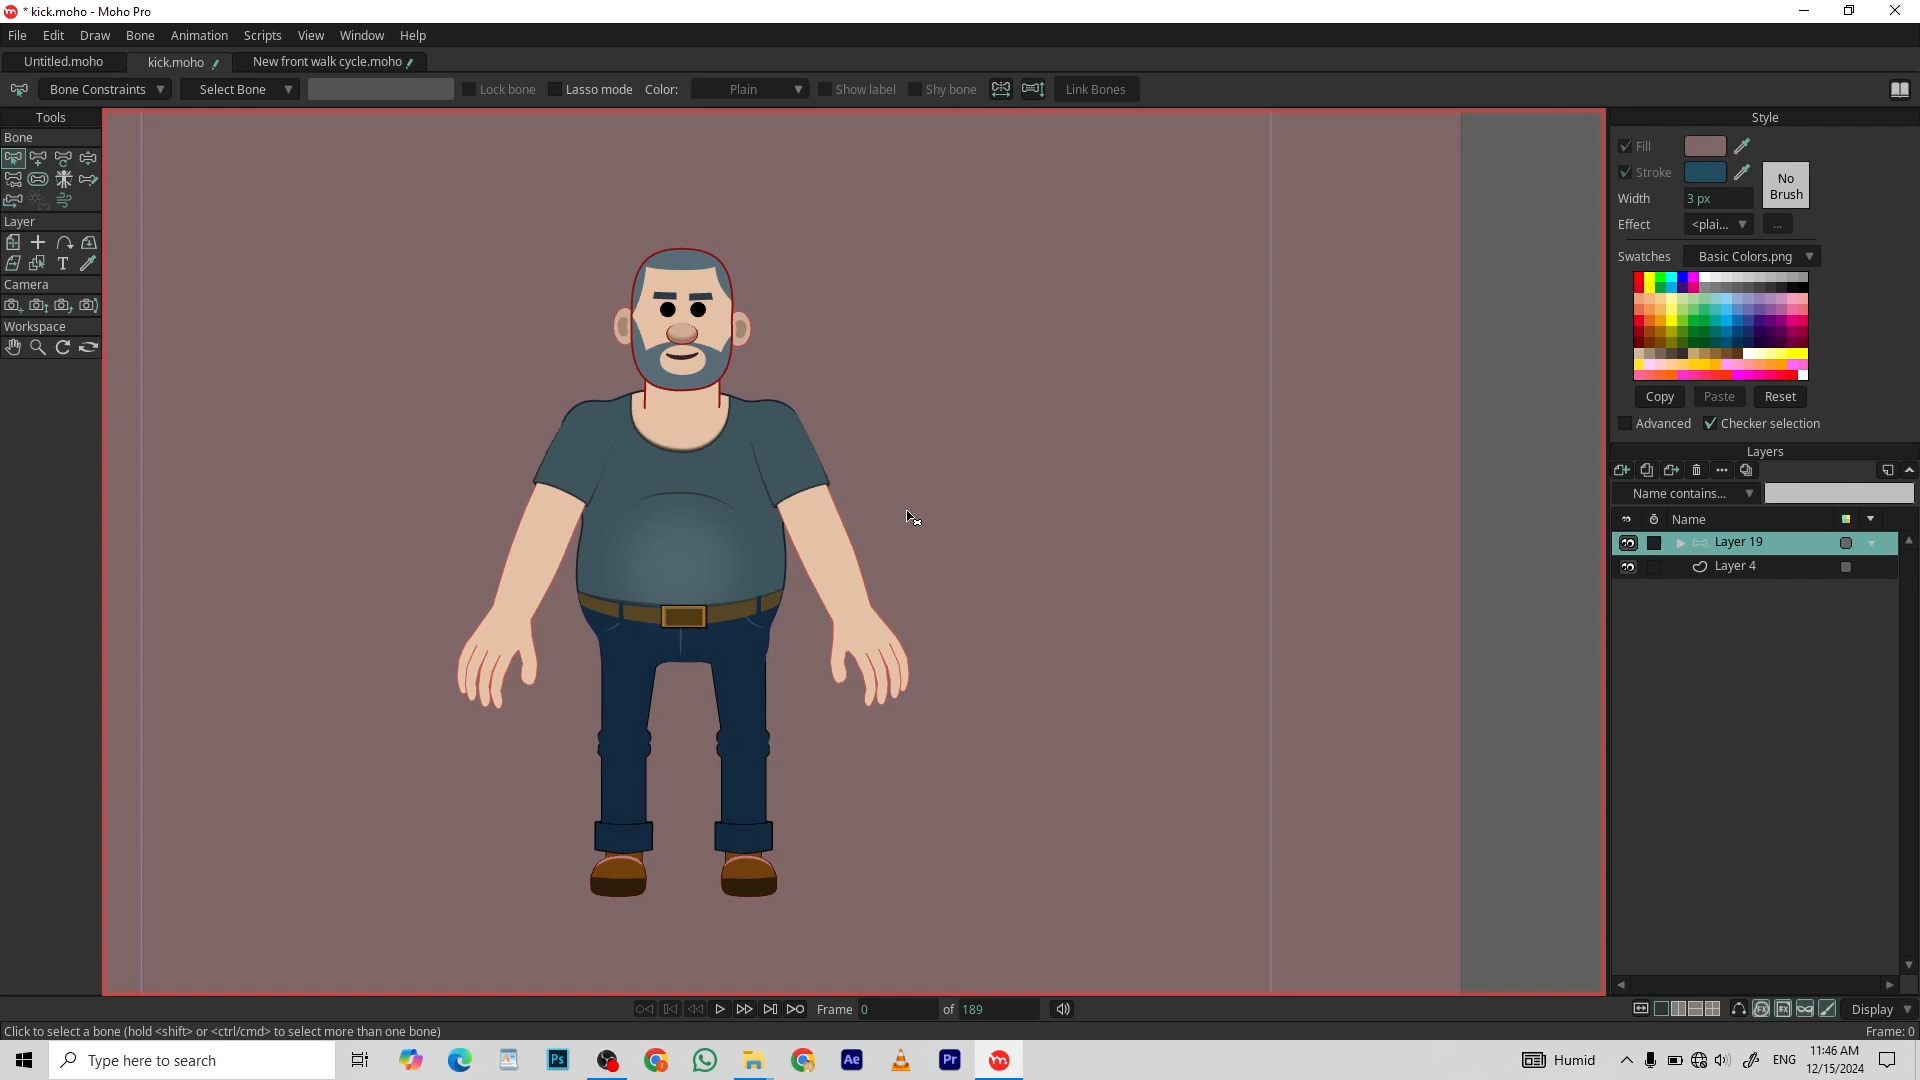 * kick.moho - Moho Pro
File Edit Draw Bone Animation Scripts View Window Help
Untitled.moho kick.moho New front walk cycle.moho
Bone Constraints Select Bone Lock bone Lasso mode Color: Plain Show label Shy bone Link Bones
Tools
Bone
Layer
Camera
Workspace
Style
Fill
Stroke
No
Brush
Width 3 px
Effect <plai... ...
Swatches Basic Colors.png
Copy Paste Reset
Advanced Checker selection
Layers
Name contains...
Name
Layer 19
Layer 4
Frame 0 of 189
Display
Click to select a bone (hold <shift> or <ctrl/cmd> to select more than one bone)
Frame: 0
Type here to search
Ps
Ae
Pr
Humid
ENG
11:46 AM
12/15/2024